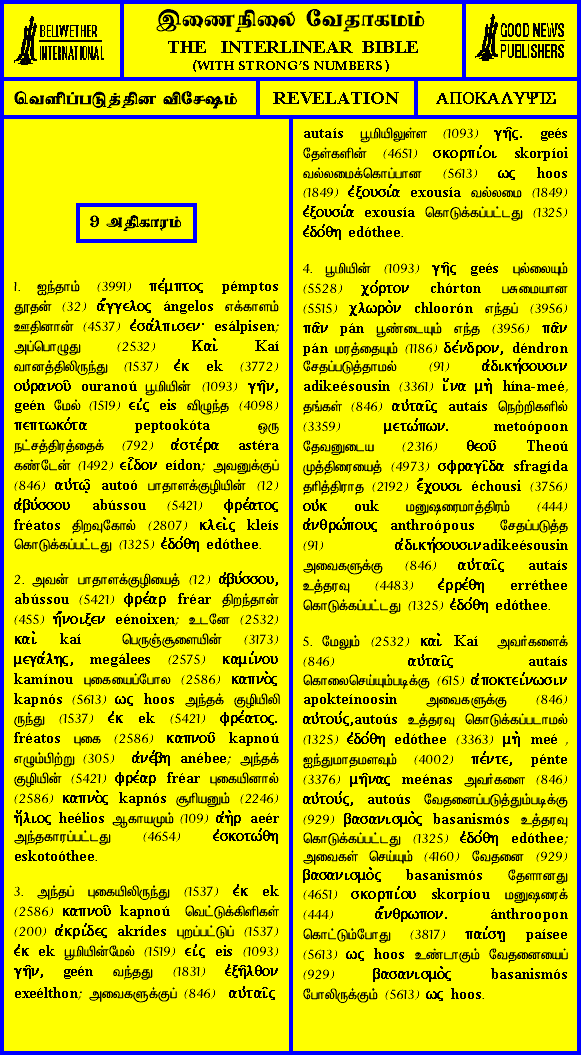 BELLWETHER
INTERNATIONAL
இணைநிலை வேதாகமம்
THE INTERLINEAR BIBLE
(WITH STRONG'S NUMBERS)
GOOD NEWS
PUBLISHERS
வெளிப்படுத்தின விசேஷம்
REVELATION
ΑΠΟΚΑΛΥΨΙΣ
9 அதிகாரம்
1. ஐந்தாம் (3991) πέμπτος pémptos
தூதன் (32) ἄγγελος ángelos எக்காளம்
ஊதினான் (4537) ἐσάλπισεν· esálpisen;
அப்பொழுது (2532) Καὶ Kaí
வானத்திலிருந்து (1537) ἐκ ek (3772)
οὐρανοῦ ouranoú பூமியின் (1093) γῆν,
geén மேல் (1519) εἰς eis விழுந்த (4098)
πεπτωκότα peptookóta ஒரு
நட்சத்திரத்தைக் (792) ἀστέρα astéra
கண்டேன் (1492) εἶδον eídon; அவனுக்குப்
(846) αὐτῷ autoó பாதாளக்குழியின் (12)
ἀβύσσου abússou (5421) φρέατος
fréatos திறவுகோல் (2807) κλεὶς kleís
கொடுக்கப்பட்டது (1325) ἐδόθη edóthee.
2. அவன் பாதாளக்குழியைத் (12) ἀβύσσου,
abússou (5421) φρέαρ fréar திறந்தான்
(455) ἤνοιξεν eénoixen; உடனே (2532)
καὶ kaí பெருஞ்சூளையின் (3173)
μεγάλης, megálees (2575) καμίνου
kamínou புகையைப்போல (2586) καπνὸς
kapnós (5613) ως hoos அந்தக் குழியிலி
ருந்து (1537) ἐκ ek (5421) φρέατος.
fréatos புகை (2586) καπνοῦ kapnoú
எழும்பிற்று (305) ἀνέβη anébee; அந்தக்
குழியின் (5421) φρέαρ fréar புகையினால்
(2586) καπνὸς kapnós சூரியனும் (2246)
ἥλιος heélios ஆகாயமும் (109) ἀὴρ aeér
அந்தகாரப்பட்டது (4654) ἐσκοτώθη
eskotoóthee.
3. அந்தப் புகையிலிருந்து (1537) ἐκ ek
(2586) καπνοῦ kapnoú வெட்டுக்கிளிகள்
(200) ἀκρίδες akrídes புறப்பட்டுப் (1537)
ἐκ ek பூமியின்மேல் (1519) εἰς eis (1093)
γῆν, geén வந்தது (1831) ἐξῆλθον
exeélthon; அவைகளுக்குப் (846) αὐταῖς
autaís பூமியிலுள்ள (1093) γῆς. geés
தேள்களின் (4651) σκορπίοι skorpíoi
வல்லமைக்கொப்பான (5613) ως hoos
(1849) ἐξουσία exousía வல்லமை (1849)
ἐξουσία exousía கொடுக்கப்பட்டது (1325)
ἐδόθη edóthee.
4. பூமியின் (1093) γῆς geés புல்லையும்
(5528) χόρτον chórton பசுமையான
(5515) χλωρὸν chloorón எந்தப் (3956)
πᾶν pán பூண்டையும் எந்த (3956) πᾶν
pán மரத்தையும் (1186) δένδρον, déndron
சேதப்படுத்தாமல் (91) ἀδικήσουσιν
adikeésousin (3361) ἵνα μὴ hína-meé,
தங்கள் (846) αὐταῖς autaís நெற்றிகளில்
(3359) μετώπων. metoópoon
தேவனுடைய (2316) θεοῦ Theoú
முத்திரையைத் (4973) σφραγῖδα sfragída
தரித்திராத (2192) ἔχουσι échousi (3756)
οὐκ ouk மனுஷரைமாத்திரம் (444)
ἀνθρώπους anthroópous சேதப்படுத்த
(91) ἀδικήσουσινadikeésousin
அவைகளுக்கு (846) αὐταῖς autaís
உத்தரவு (4483) ἐρρέθη erréthee
கொடுக்கப்பட்டது (1325) ἐδόθη edóthee.
5. மேலும் (2532) καὶ Kaí அவர்களைக்
(846) αὐταῖς autaís
கொலைசெய்யும்படிக்கு (615) ἀποκτείνωσιν
apokteínoosin அவைகளுக்கு (846)
αὐτούς,autoús உத்தரவு கொடுக்கப்படாமல்
(1325) ἐδόθη edóthee (3363) μὴ meé ,
ஐந்துமாதமளவும் (4002) πέντε, pénte
(3376) μῆνας meénas அவர்களை (846)
αὐτούς, autoús வேதனைப்படுத்தும்படிக்கு
(929) βασανισμὸς basanismós உத்தரவு
கொடுக்கப்பட்டது (1325) ἐδόθη edóthee;
அவைகள் செய்யும் (4160) வேதனை (929)
βασανισμὸς basanismós தேளானது
(4651) σκορπίου skorpíou மனுஷரைக்
(444) ἄνθρωπον. ánthroopon
கொட்டும்போது (3817) παίσῃ paísee
(5613) ως hoos உண்டாகும் வேதனையைப்
(929) βασανισμὸς basanismós
போலிருக்கும் (5613) ως hoos.